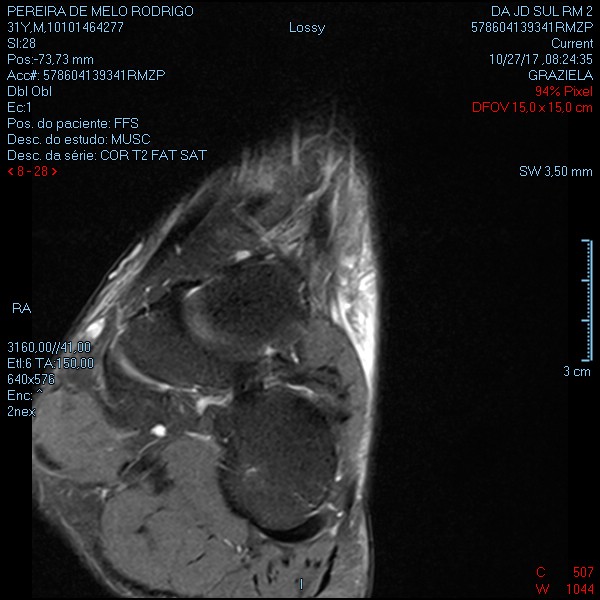 PEREIRA DE MELO RODRIGO
31Y,M,10101464277
Sl:28
Pos:-73,73 mm
Acc#: 578604139341RMZP
Dbl Obl
Ec:1
Pos. do paciente: FFS
Desc. do estudo: MUSC
Desc. da série: COR T2 FAT SAT
< 8 - 28 >
Lossy
DA JD SUL RM 2
578604139341RMZP
Current
10/27/17 ,08:24:35
GRAZIELA
94% Pixel
DFOV 15,0 x 15,0 cm
SW 3,50 mm
RA
3160,00//41,00
Etl:6 TA:150.00
640x576
Enc: ^
2nex
3 cm
I
C 507
W 1044